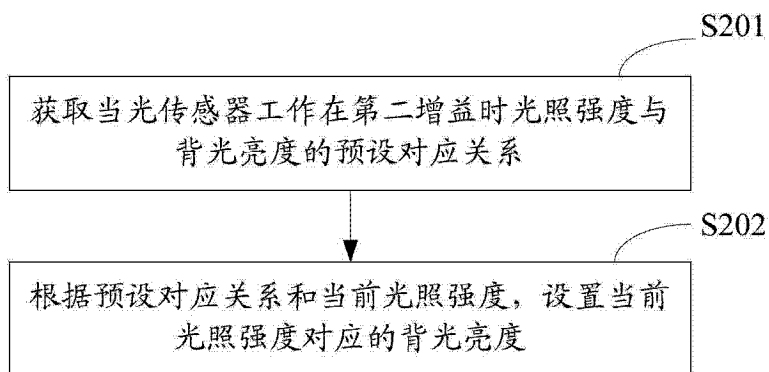 S201
获取当光传感器工作在第二增益时光照强度与
背光亮度的预设对应关系
S202
根据预设对应关系和当前光照强度，设置当前
光照强度对应的背光亮度